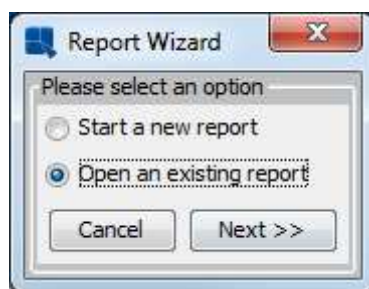 Report Wizard
Please select an option
Start a new report
Open an existing report
Cancel Next >>